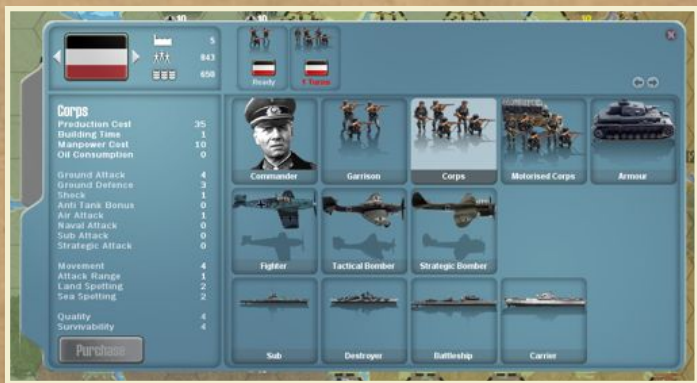 5
843
650
Ready
Corps
Production Cost 35
Building Time 1
Manpower Cost 10
Oil Consumption 0
Ground Attack 4
Ground Defence 3
Shock 1
Anti Tank Bonus 0
Air Attack 1
Naval Attack 0
Sub Attack 0
Strategic Attack 0
Movement 4
Attack Range 1
Land Spotting 2
Sea Spotting 2
Quality 4
Survivability 4
Purchase
Commander
Garrison
Corps
Motorised Corps
Armour
Fighter
Tactical Bomber
Strategic Bomber
Sub
Destroyer
Battleship
Carrier